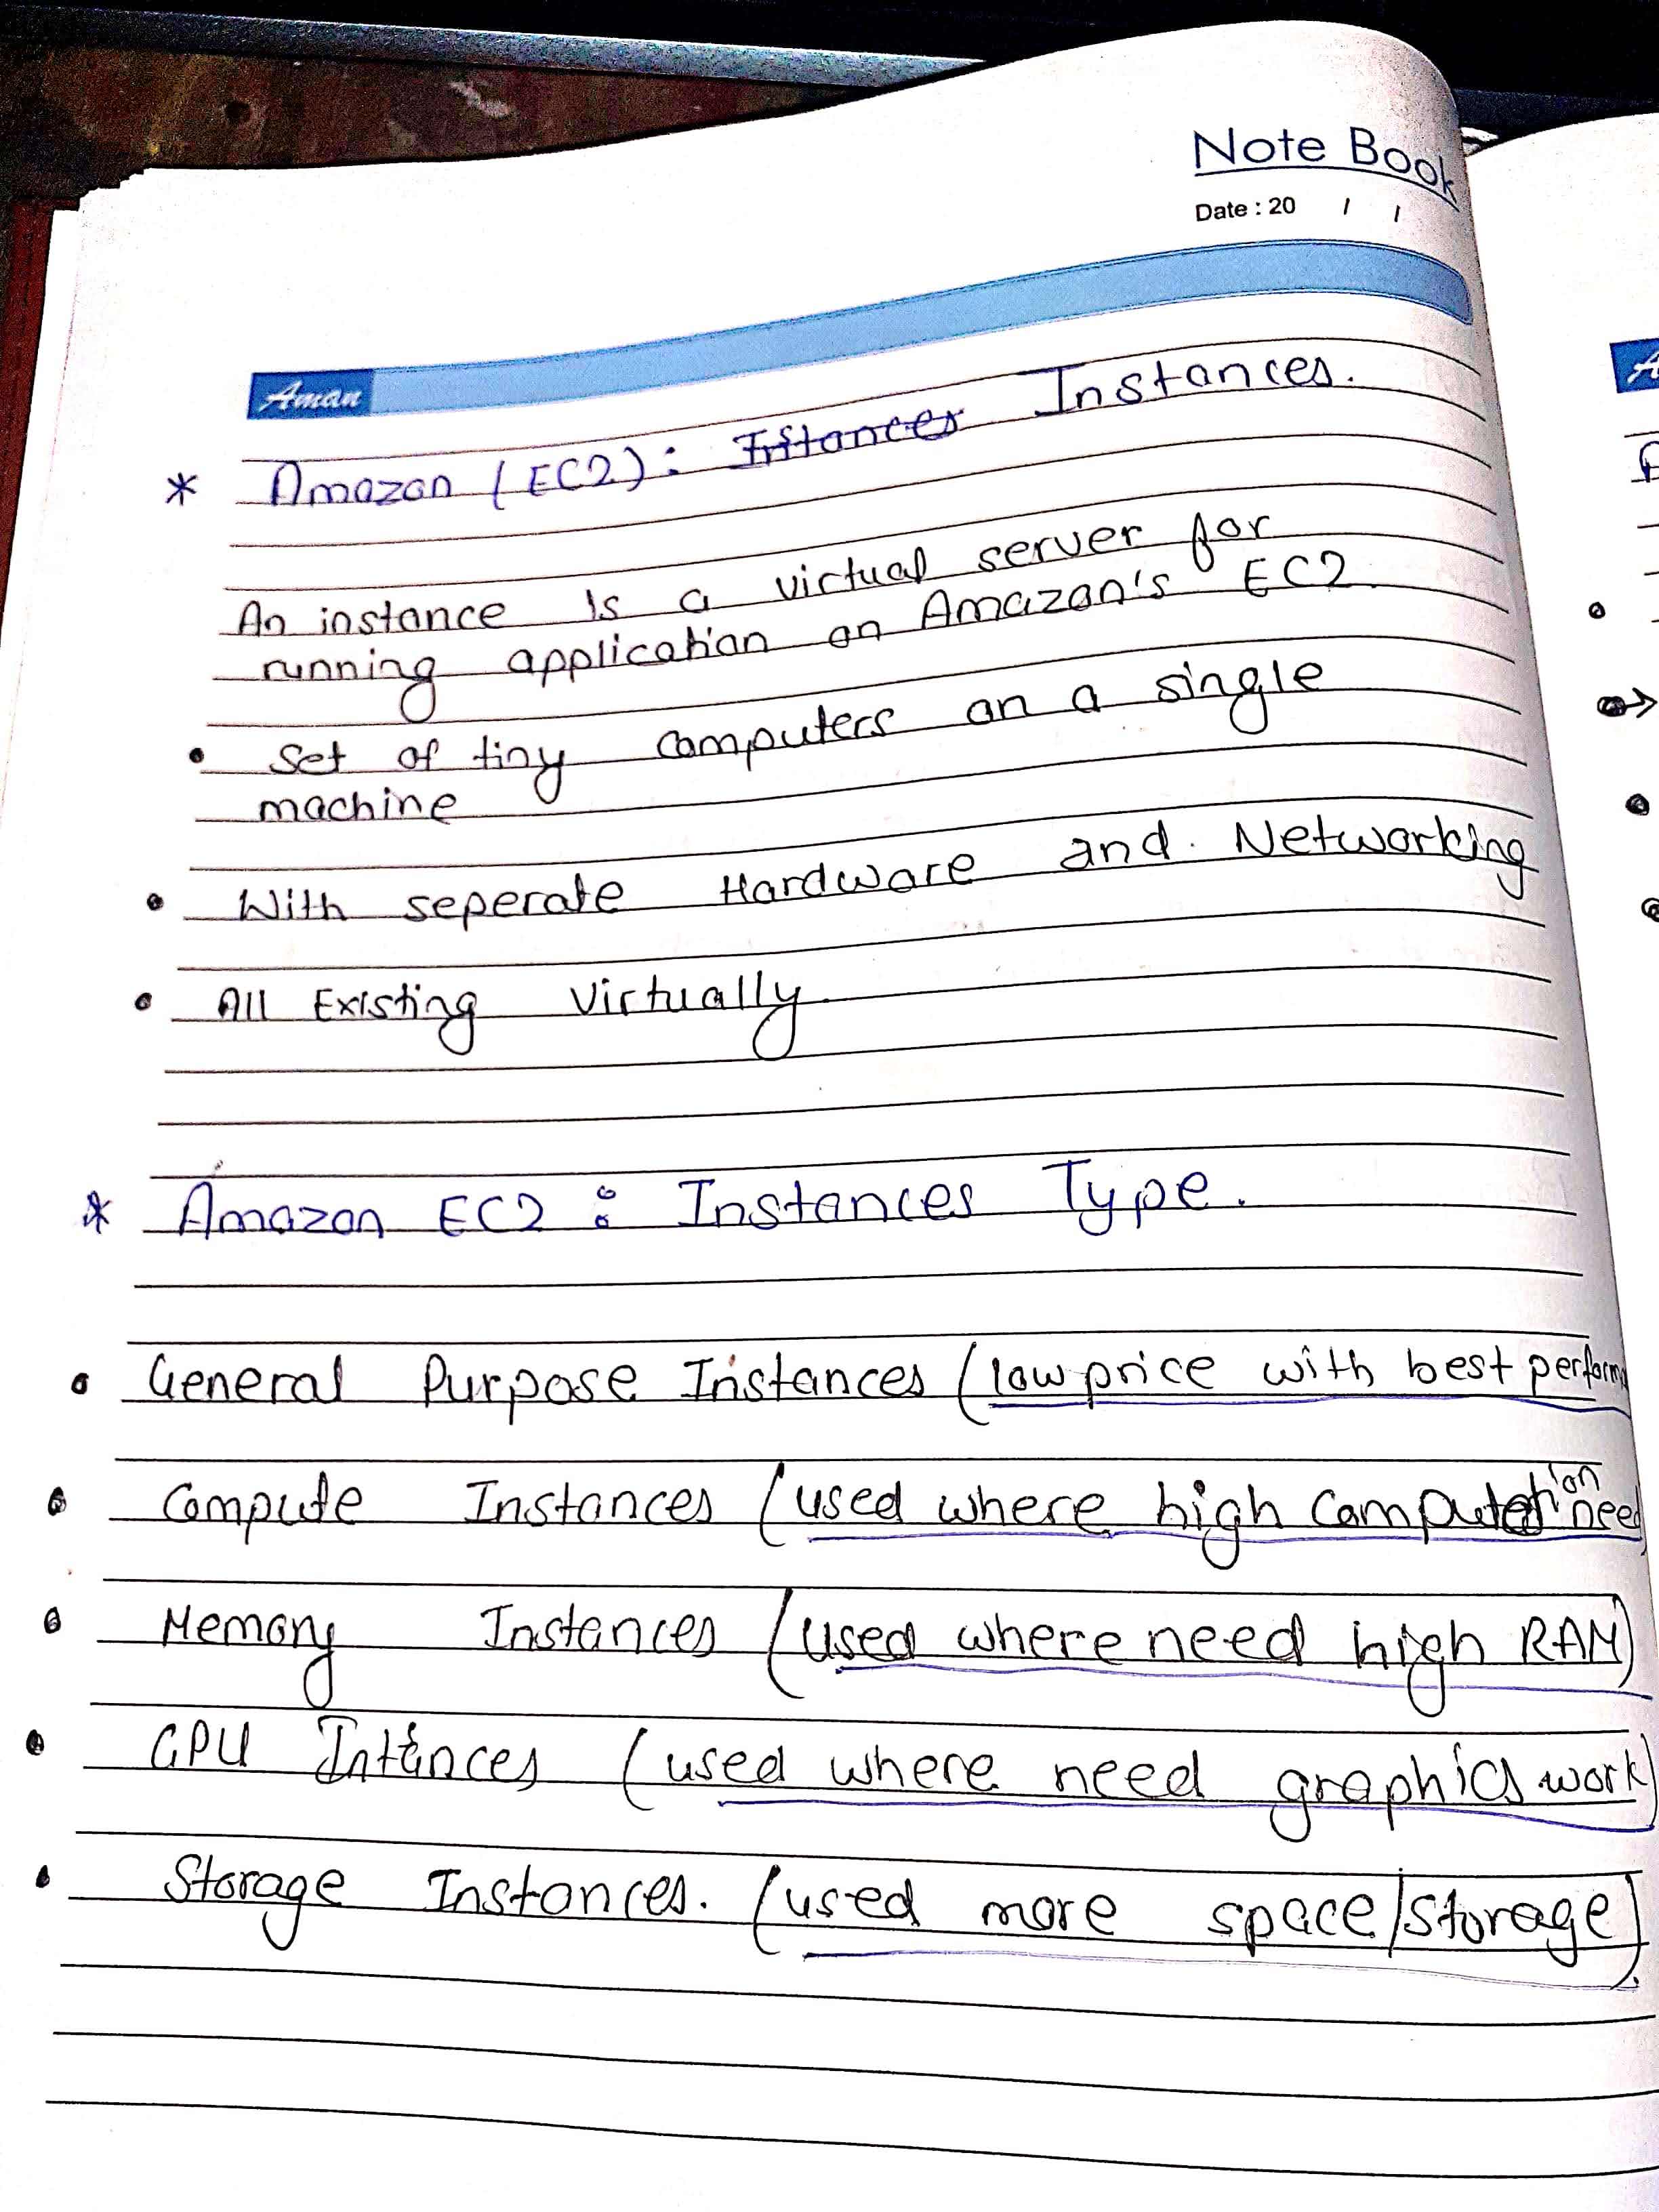 Note Book
Date : 20 / /
Aman
* Amazon (EC2) : Instances.
An instance is a virtual server for
running application on Amazon's EC2.
• Set of tiny computers on a single
machine
• With seperate Hardware and Networking
• All Existing Virtually.
* Amazon EC2 : Instances Type.
• General Purpose Instances (low price with best perform
• Compute Instances (used where high computation need
• Memory Instances (used where need high RAM)
• GPU Intances (used where need graphics work)
• Storage Instances. (used more space/storage).